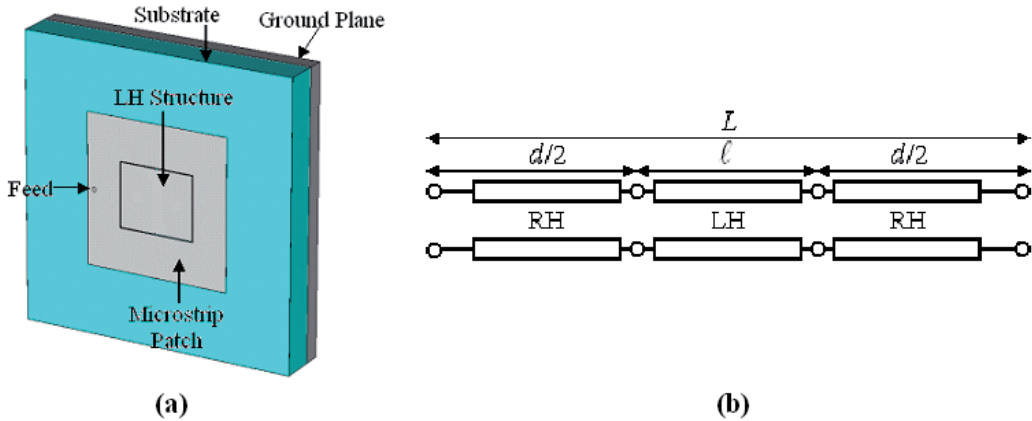 Substrate
Ground Plane
LH Structure
Feed
Microstrip
Patch
(a)
L
d/2
ℓ
d/2
RH
LH
RH
(b)